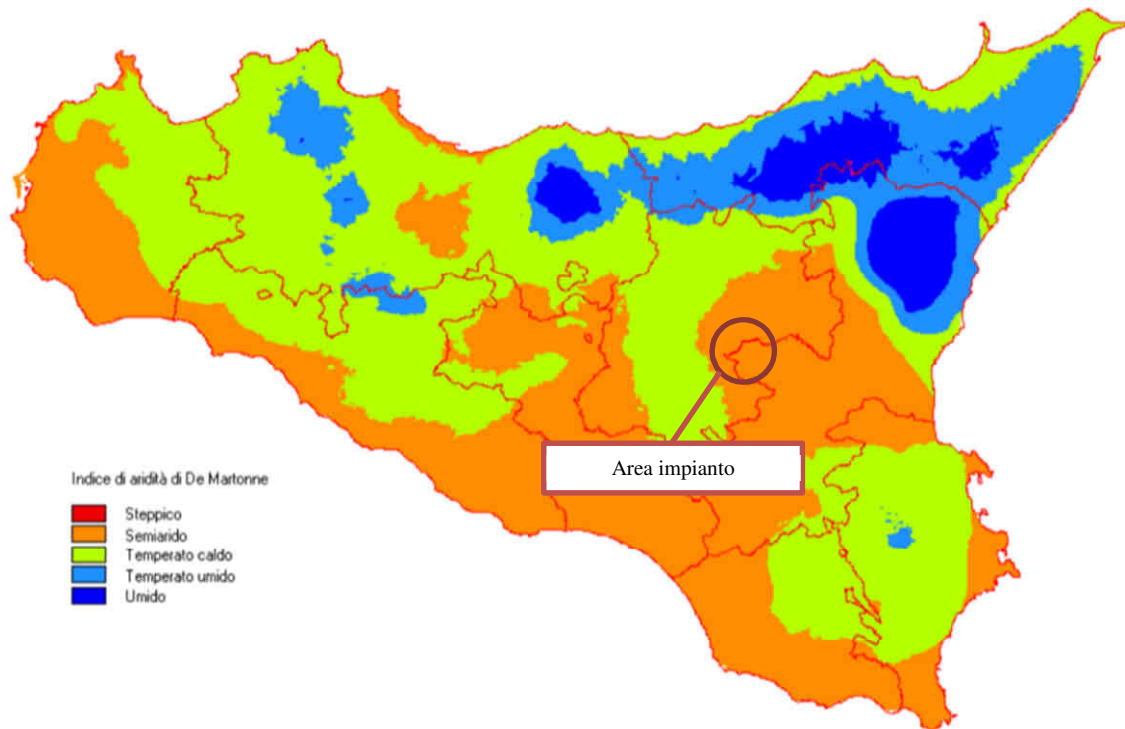 Area impianto
Indice di aridità di De Martonne
Steppico
Semiarido
Temperato caldo
Temperato umido
Umido